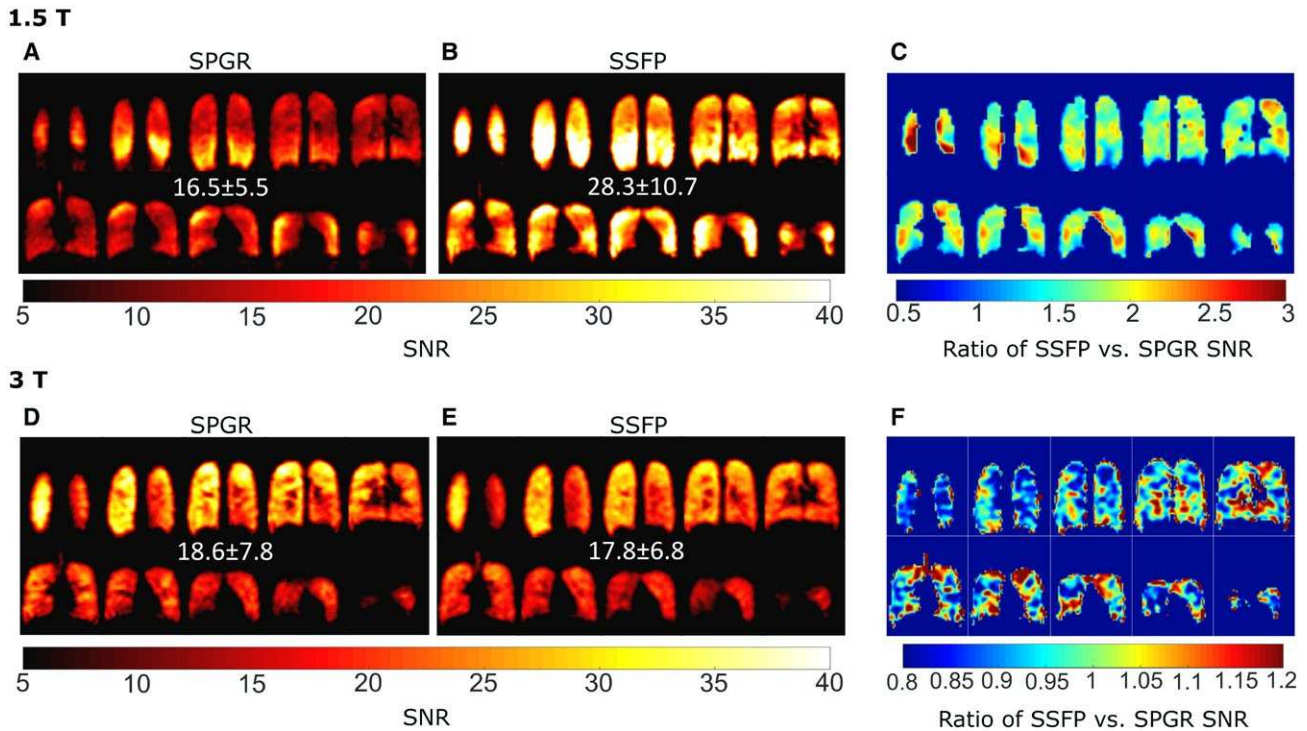 1.5 T
A SPGR B SSFP C
16.5±5.5 28.3±10.7
5 10 15 20 25 30 35 40 0.5 1 1.5 2 2.5 3
SNR Ratio of SSFP vs. SPGR SNR
3 T
D SPGR E SSFP F
18.6±7.8 17.8±6.8
5 10 15 20 25 30 35 40 0.8 0.85 0.9 0.95 1 1.05 1.1 1.15 1.2
SNR Ratio of SSFP vs. SPGR SNR